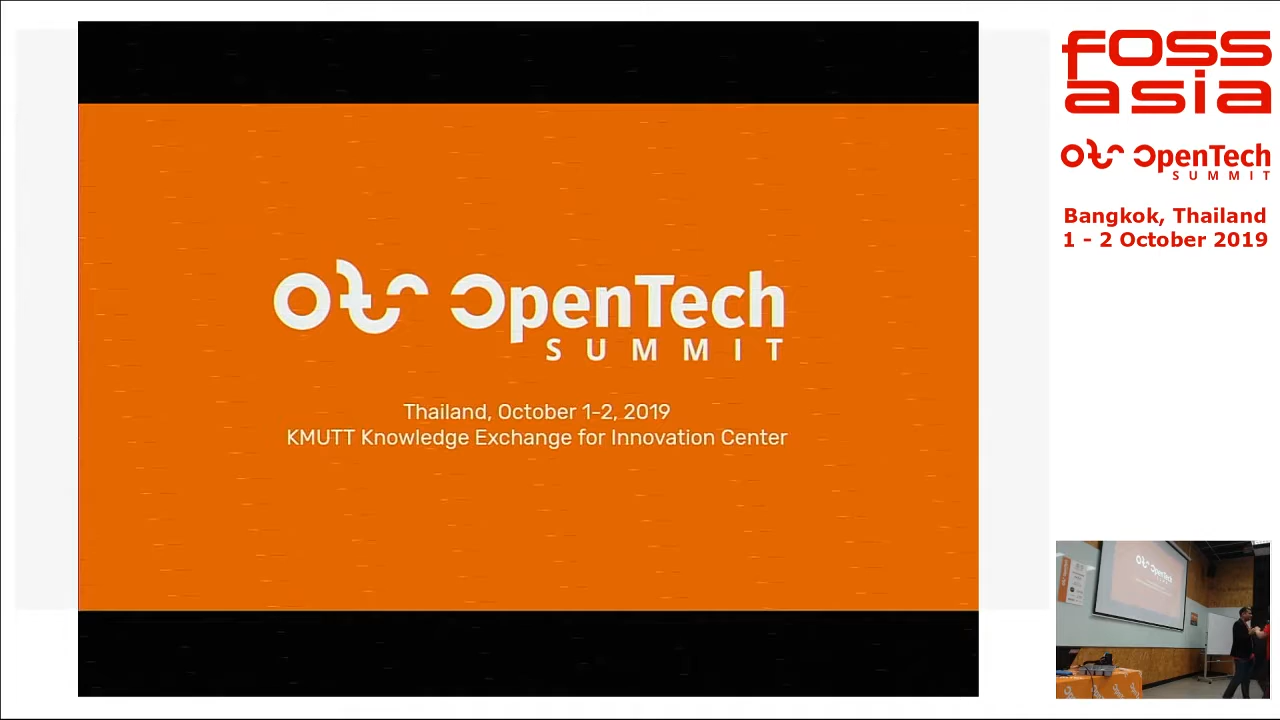 OpenTech
SUMMIT
Thailand, October 1-2, 2019
KMUTT Knowledge Exchange for Innovation Center
foss
asia
OpenTech
SUMMIT
Bangkok, Thailand
1 - 2 October 2019
OpenTech